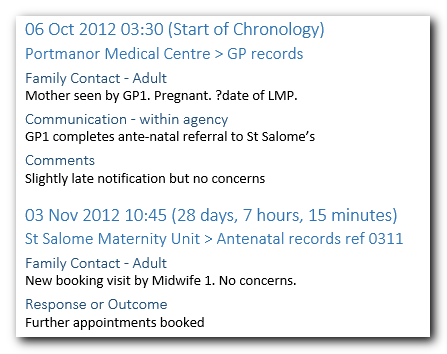 06 Oct 2012 03:30 (Start of Chronology)
Portmanor Medical Centre > GP records
Family Contact - Adult
Mother seen by GP1. Pregnant. ?date of LMP.
Communication - within agency
GP1 completes ante-natal referral to St Salome’s
Comments
Slightly late notification but no concerns
03 Nov 2012 10:45 (28 days, 7 hours, 15 minutes)
St Salome Maternity Unit > Antenatal records ref 0311
Family Contact - Adult
New booking visit by Midwife 1. No concerns.
Response or Outcome
Further appointments booked